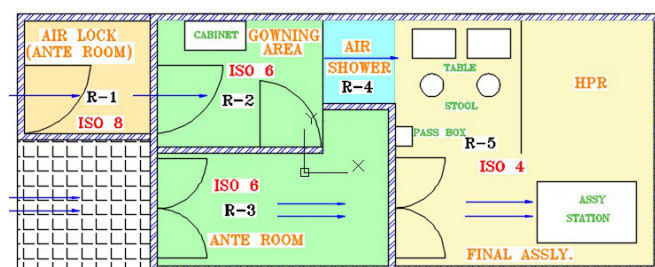 AIR LOCK
(ANTE ROOM)
R-1
ISO 8
CABINET
GOWNING
AREA
ISO 6
R-2
AIR
SHOWER
R-4
TABLE
STOOL
PASS BOX
R-5
ISO 4
HPR
Y
X
ISO 6
R-3
ANTE ROOM
ASSY
STATION
FINAL ASSLY.